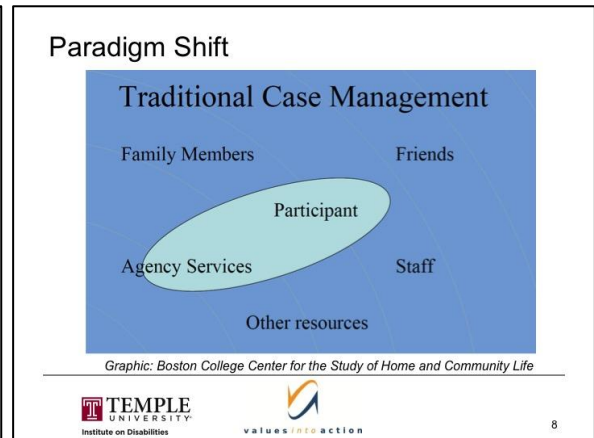 Paradigm Shift
Traditional Case Management
Family Members Friends
Participant
Agency Services Staff
Other resources
Graphic: Boston College Center for the Study of Home and Community Life
TEMPLE
UNIVERSITY
Institute on Disabilities
values into action
8